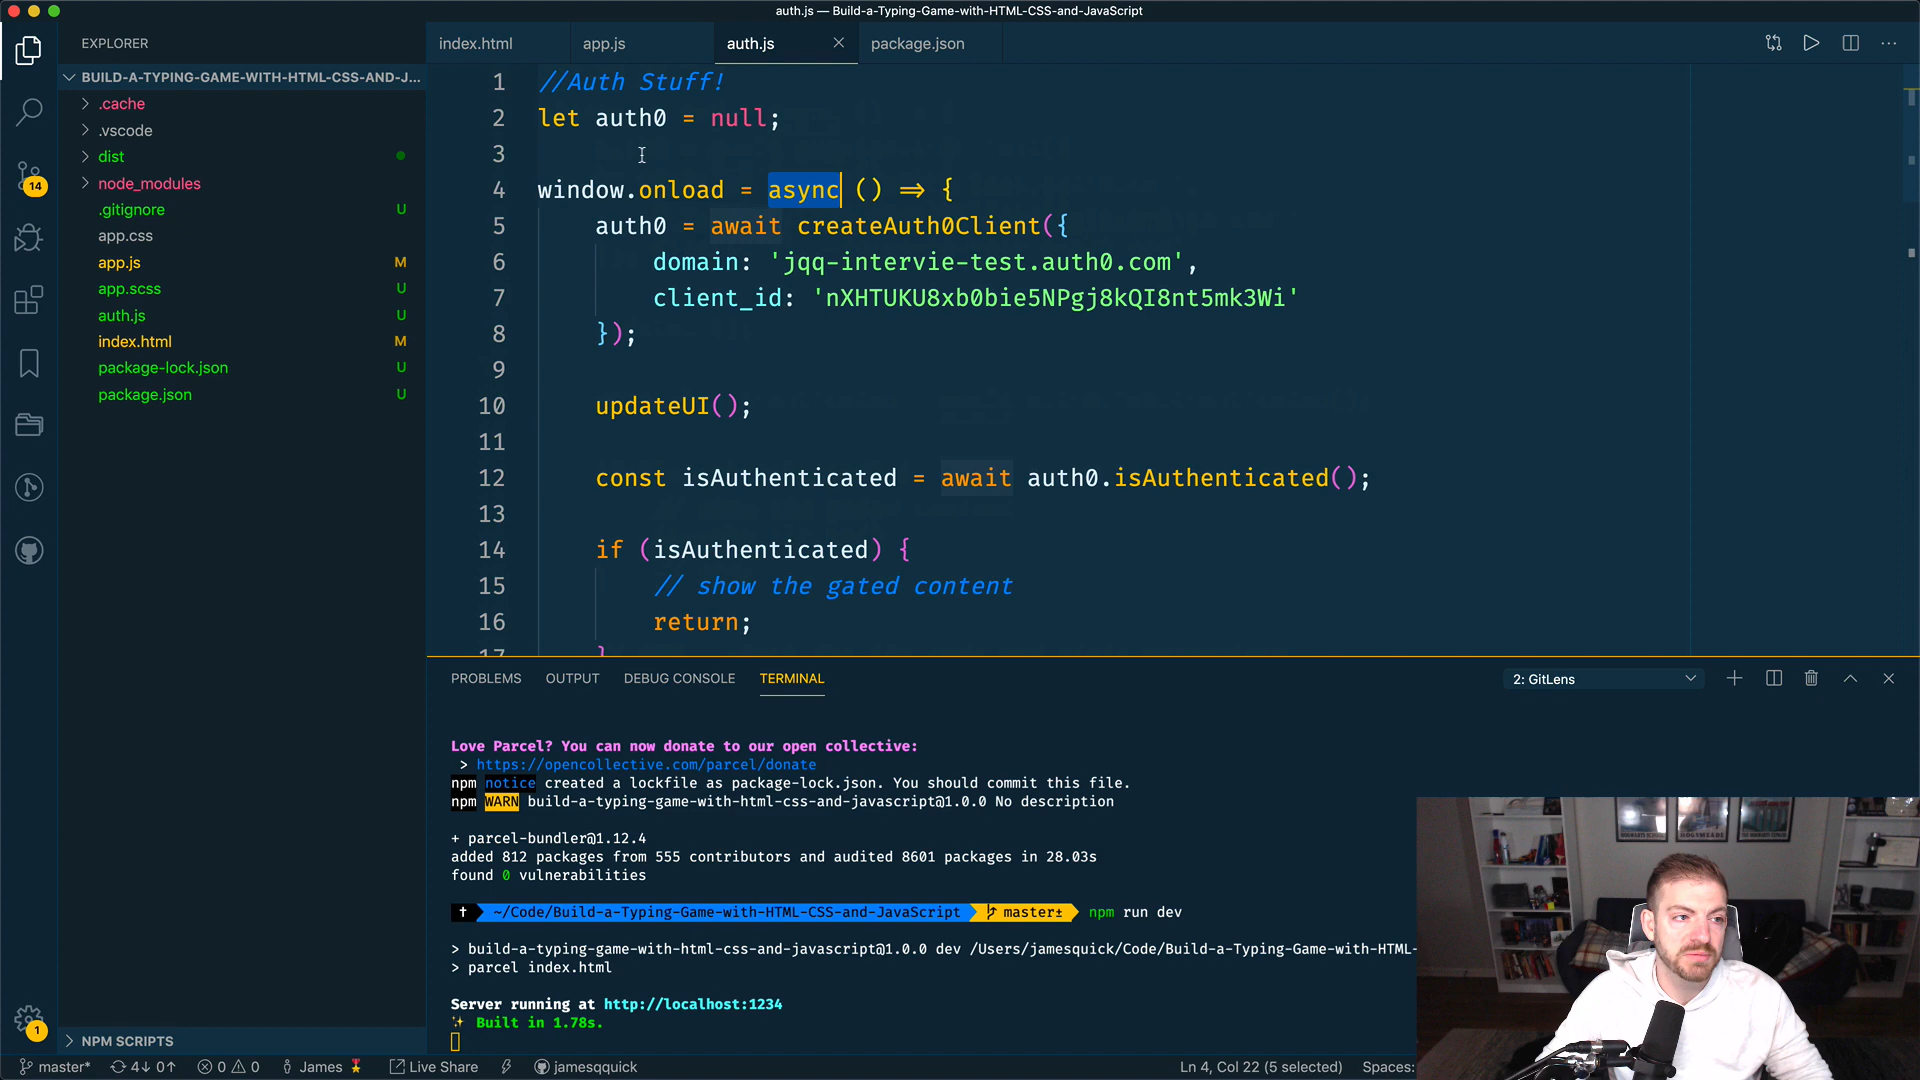 auth.js — Build-a-Typing-Game-with-HTML-CSS-and-JavaScript
EXPLORER
BUILD-A-TYPING-GAME-WITH-HTML-CSS-AND-J...
.cache
.vscode
dist
node_modules
.gitignore U
app.css
app.js M
app.scss U
auth.js U
index.html M
package-lock.json U
package.json U
14
1
NPM SCRIPTS
index.html app.js auth.js package.json
1 //Auth Stuff!
2 let auth0 = null;
3
4 window.onload = async () => {
5 auth0 = await createAuth0Client({
6 domain: 'jqq-intervie-test.auth0.com',
7 client_id: 'nXHTUKU8xb0bie5NPgj8kQI8nt5mk3Wi'
8 });
9
10 updateUI();
11
12 const isAuthenticated = await auth0.isAuthenticated();
13
14 if (isAuthenticated) {
15 // show the gated content
16 return;
17 }
PROBLEMS OUTPUT DEBUG CONSOLE TERMINAL 2: GitLens
Love Parcel? You can now donate to our open collective:
> https://opencollective.com/parcel/donate
npm notice created a lockfile as package-lock.json. You should commit this file.
npm WARN build-a-typing-game-with-html-css-and-javascript@1.0.0 No description
+ parcel-bundler@1.12.4
added 812 packages from 555 contributors and audited 8601 packages in 28.03s
found 0 vulnerabilities
~/Code/Build-a-Typing-Game-with-HTML-CSS-and-JavaScript master± npm run dev
> build-a-typing-game-with-html-css-and-javascript@1.0.0 dev /Users/jamesquick/Code/Build-a-Typing-Game-with-HTML-
> parcel index.html
Server running at http://localhost:1234
Built in 1.78s.
master* 4↓ 0↑ 0 0 James Live Share jamesqquick Ln 4, Col 22 (5 selected) Spaces: